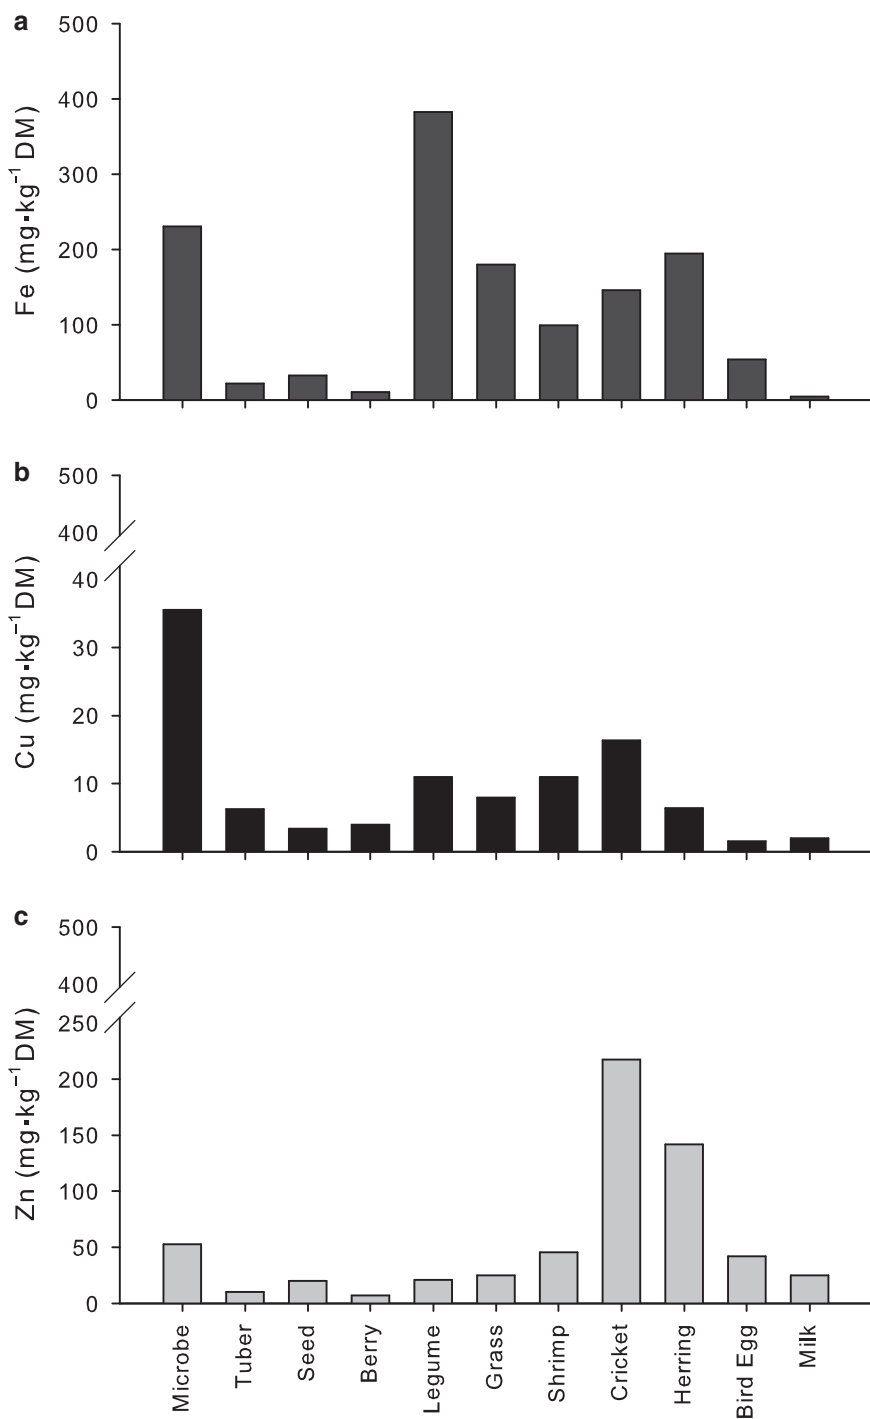 a
Fe (mg·kg⁻¹ DM)
500
400
300
200
100
0
b
Cu (mg·kg⁻¹ DM)
500
400
40
30
20
10
0
c
Zn (mg·kg⁻¹ DM)
500
400
250
200
150
100
50
0
Microbe
Tuber
Seed
Berry
Legume
Grass
Shrimp
Cricket
Herring
Bird Egg
Milk